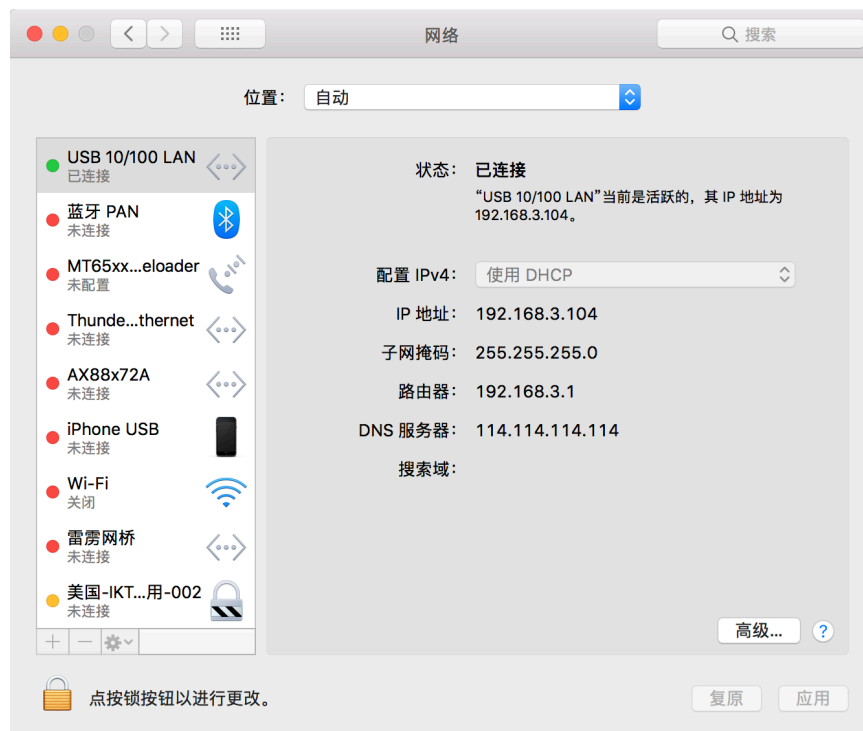 网络
搜索
位置： 自动
USB 10/100 LAN
已连接
蓝牙 PAN
未连接
MT65xx...eloader
未配置
Thunde...thernet
未连接
AX88x72A
未连接
iPhone USB
未连接
Wi-Fi
关闭
雷雳网桥
未连接
美国-IKT...用-002
未连接
状态： 已连接
“USB 10/100 LAN”当前是活跃的，其 IP 地址为
192.168.3.104。
配置 IPv4： 使用 DHCP
IP 地址： 192.168.3.104
子网掩码： 255.255.255.0
路由器： 192.168.3.1
DNS 服务器： 114.114.114.114
搜索域：
高级... ?
点按锁按钮以进行更改。
复原 应用